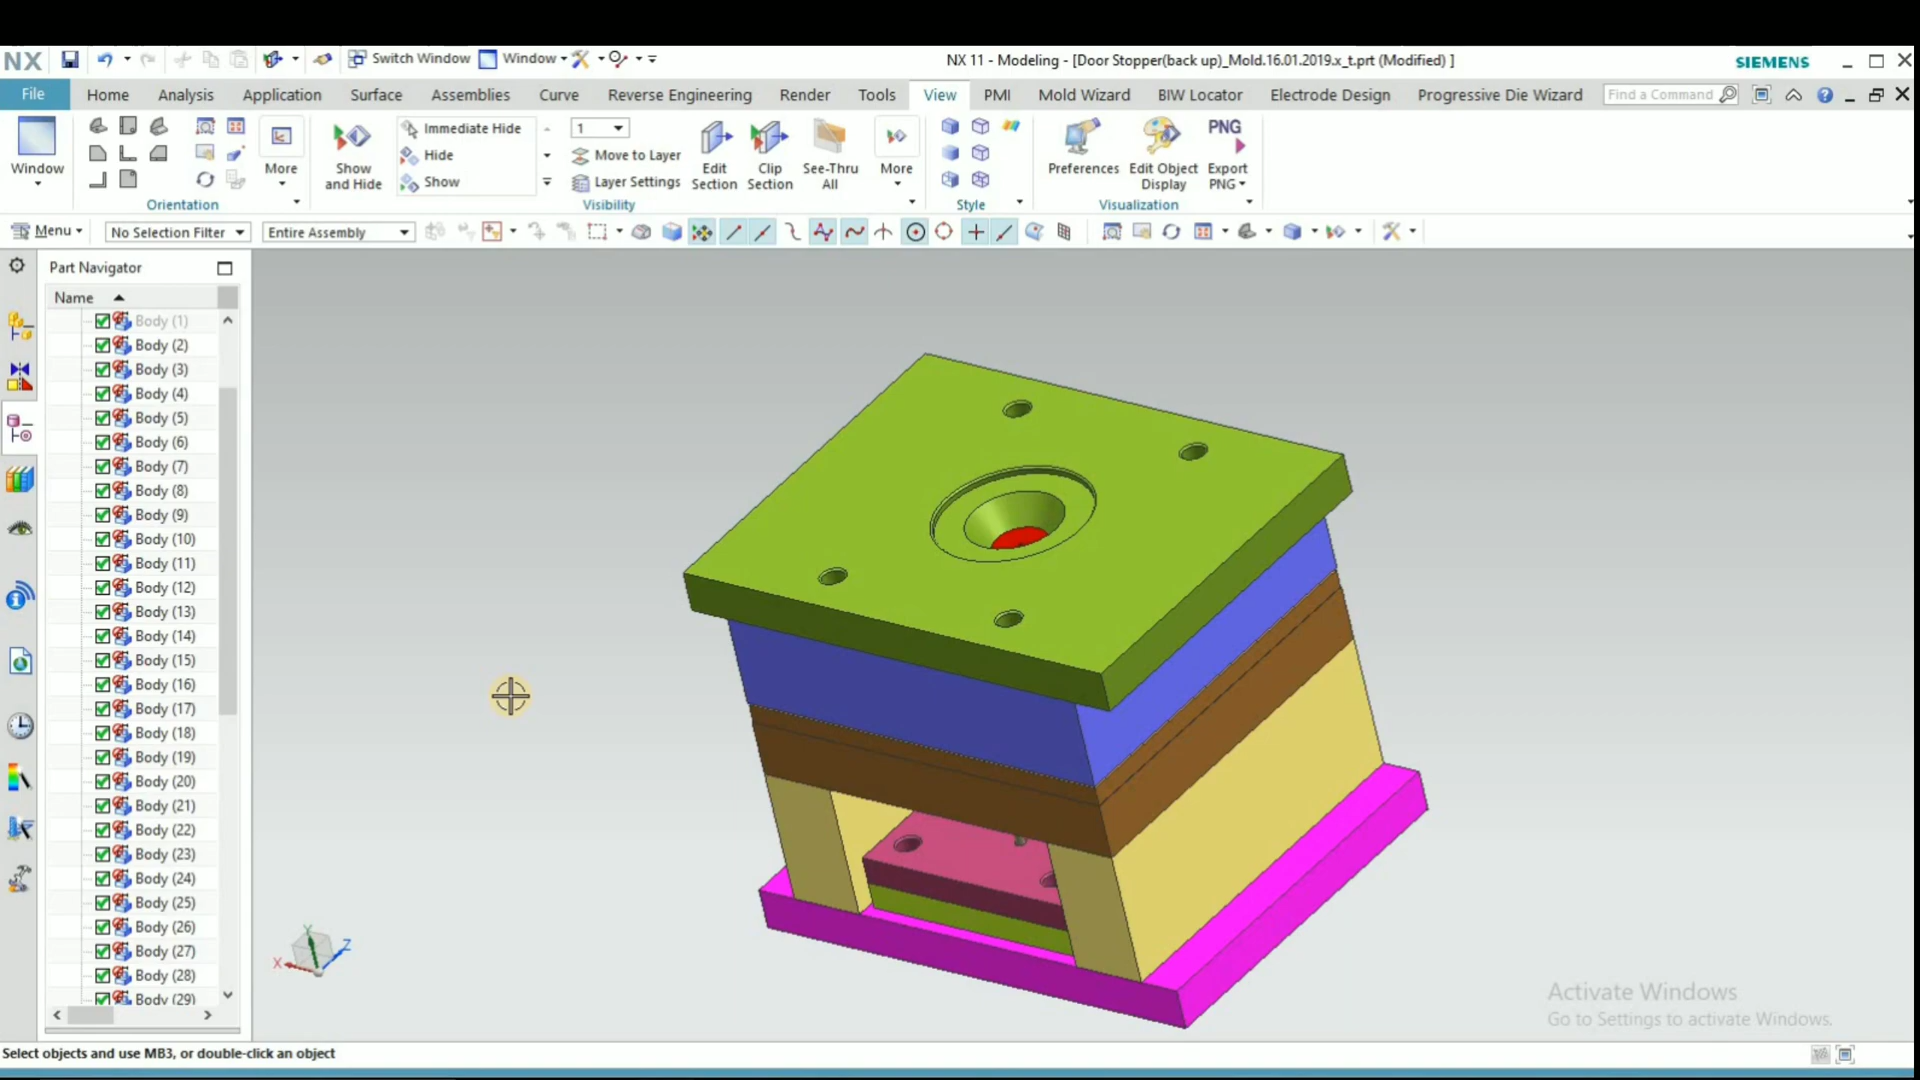 NX Switch Window Window NX 11 - Modeling - [Door Stopper(back up)_Mold.16.01.2019.x_t.prt (Modified) ] SIEMENS
File Home Analysis Application Surface Assemblies Curve Reverse Engineering Render Tools View PMI Mold Wizard BIW Locator Electrode Design Progressive Die Wizard Find a Command
Window
More
Show and Hide
Immediate Hide
Hide
Show
1
Move to Layer
Layer Settings
Edit Section
Clip Section
See-Thru All
More
Preferences
Edit Object Display
PNG
Export PNG
Orientation Visibility Style Visualization
Menu No Selection Filter Entire Assembly
Part Navigator
Name
Body (1)
Body (2)
Body (3)
Body (4)
Body (5)
Body (6)
Body (7)
Body (8)
Body (9)
Body (10)
Body (11)
Body (12)
Body (13)
Body (14)
Body (15)
Body (16)
Body (17)
Body (18)
Body (19)
Body (20)
Body (21)
Body (22)
Body (23)
Body (24)
Body (25)
Body (26)
Body (27)
Body (28)
Body (29)
X Y Z
Activate Windows
Go to Settings to activate Windows.
Select objects and use MB3, or double-click an object